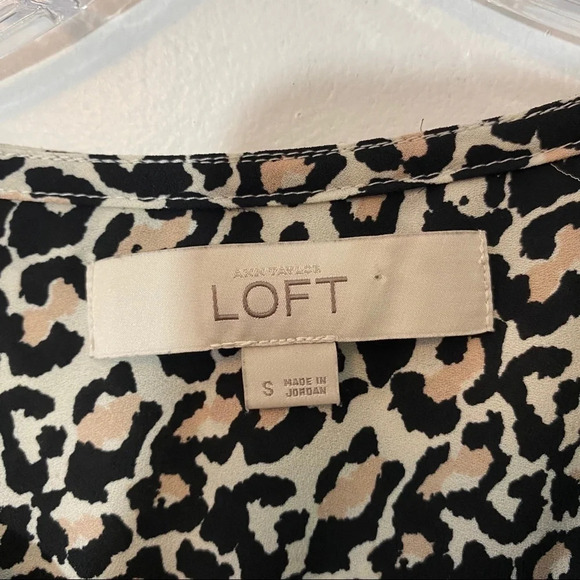 ANN TAYLOR
LOFT
S
MADE IN
JORDAN